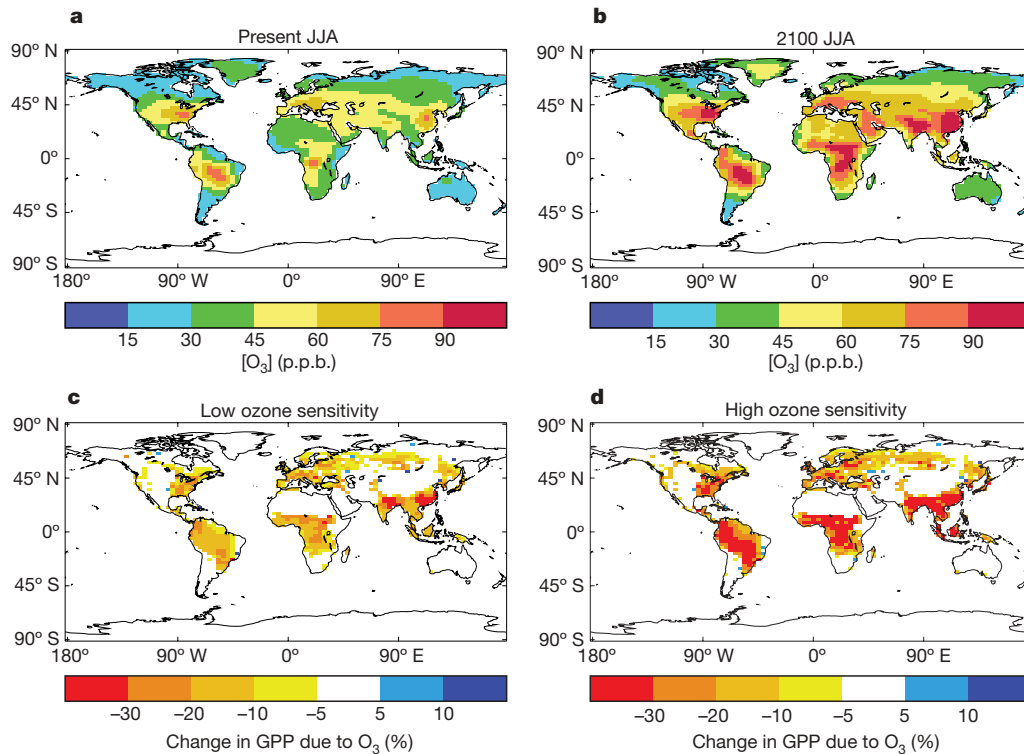 a
Present JJA
90° N
45° N
0°
45° S
90° S
180°
90° W
0°
90° E
15
30
45
60
75
90
[O₃] (p.p.b.)
b
2100 JJA
90° N
45° N
0°
45° S
90° S
180°
90° W
0°
90° E
15
30
45
60
75
90
[O₃] (p.p.b.)
c
Low ozone sensitivity
90° N
45° N
0°
45° S
90° S
180°
90° W
0°
90° E
–30
–20
–10
–5
5
10
Change in GPP due to O₃ (%)
d
High ozone sensitivity
90° N
45° N
0°
45° S
90° S
180°
90° W
0°
90° E
–30
–20
–10
–5
5
10
Change in GPP due to O₃ (%)